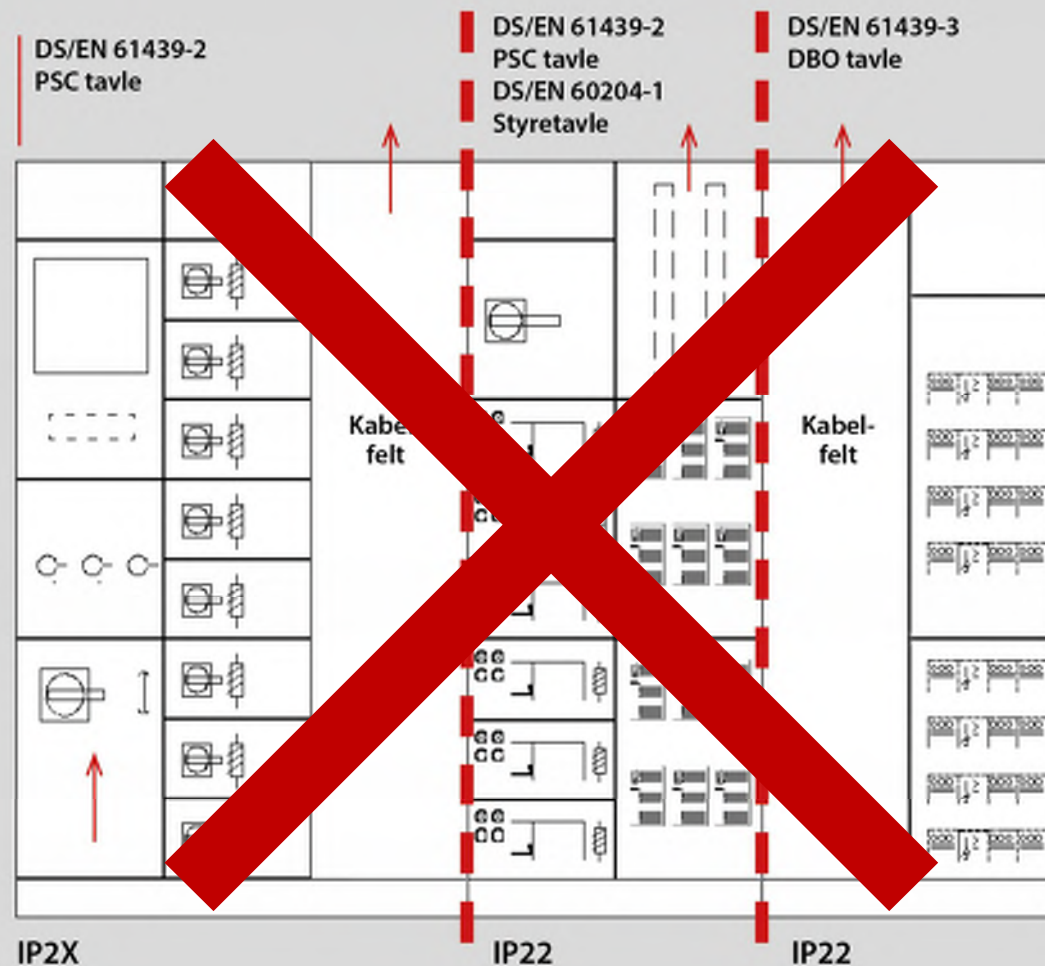 DS/EN 61439-2
PSC tavle
DS/EN 61439-2
PSC tavle
DS/EN 60204-1
Styretavle
DS/EN 61439-3
DBO tavle
Kabel-
felt
Kabel-
felt
IP2X
IP22
IP22